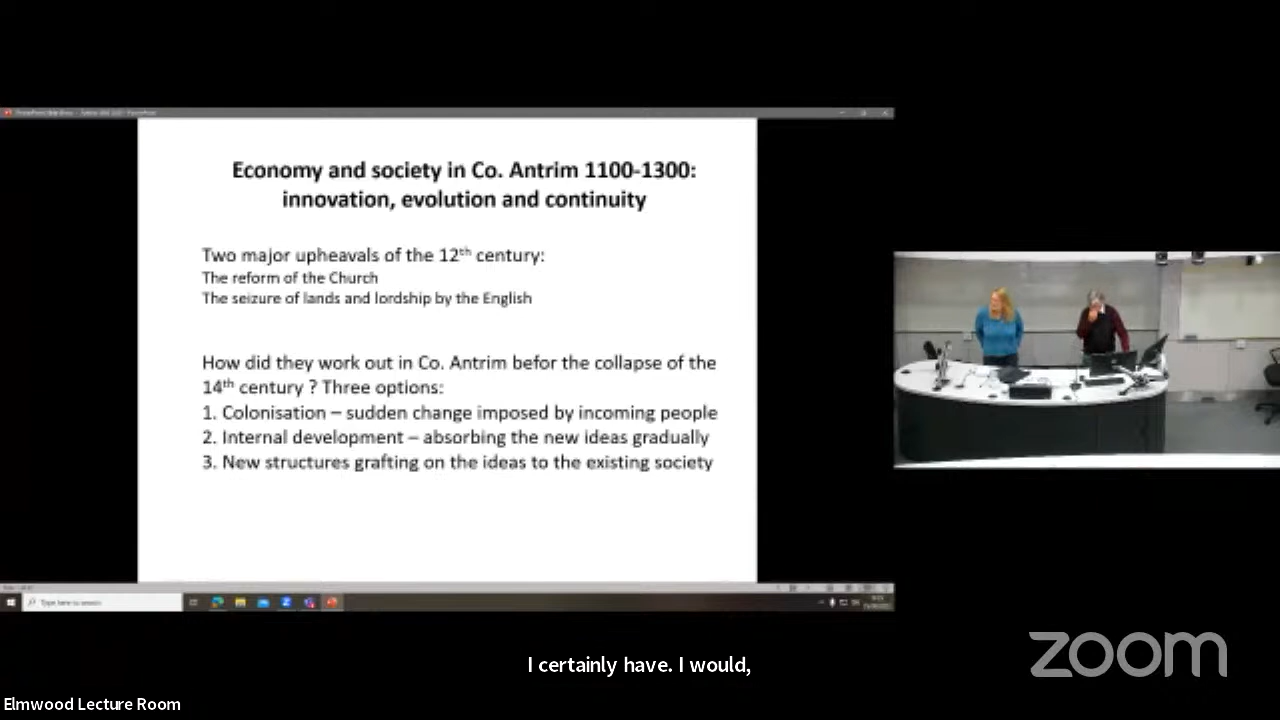 Economy and society in Co. Antrim 1100-1300:
innovation, evolution and continuity
Two major upheavals of the 12th century:
The reform of the Church
The seizure of lands and lordship by the English
How did they work out in Co. Antrim befor the collapse of the
14th century ? Three options:
1. Colonisation – sudden change imposed by incoming people
2. Internal development – absorbing the new ideas gradually
3. New structures grafting on the ideas to the existing society
Type here to search
I certainly have. I would,
zoom
Elmwood Lecture Room